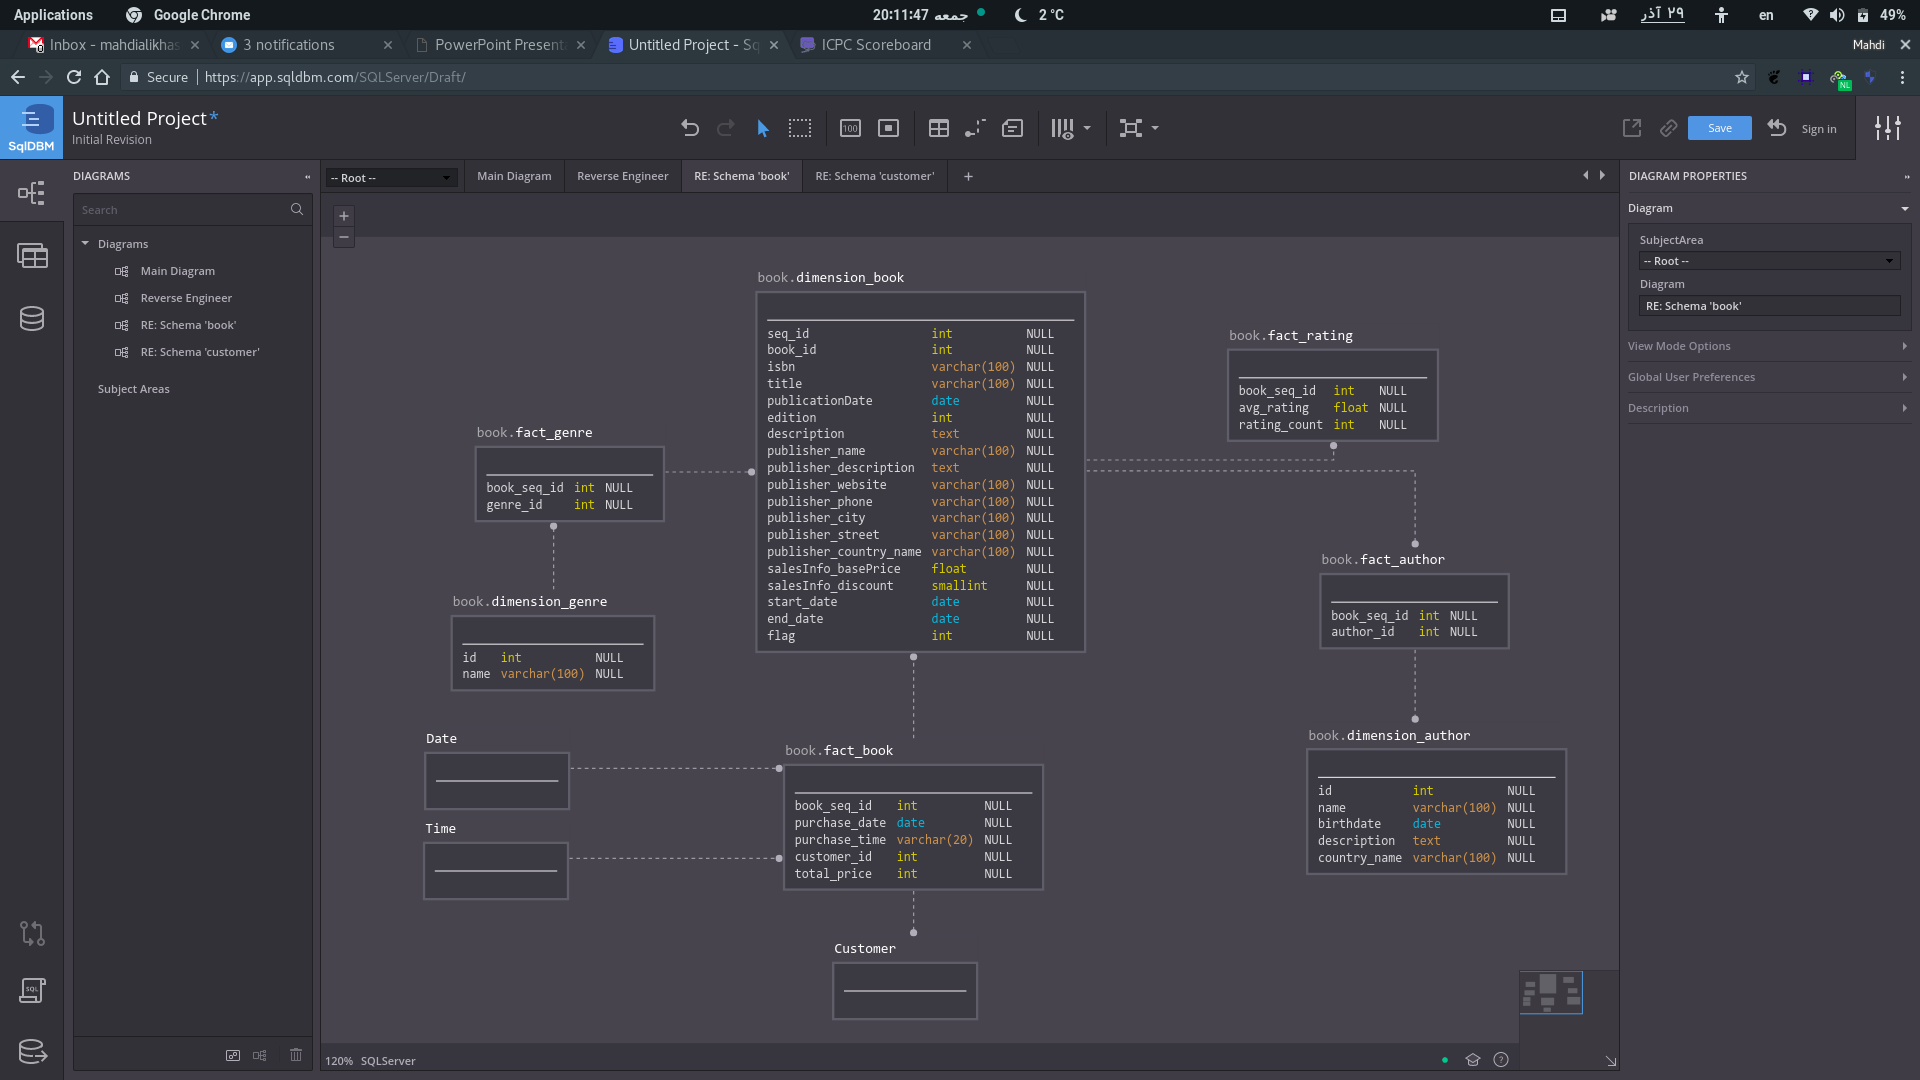 Applications
Google Chrome
جمعه 20:11:47
2 °C
۲۹ آذر
en
49%
Inbox - mahdialikhas
3 notifications
PowerPoint Present
Untitled Project - Sq
ICPC Scoreboard
Mahdi
Secure
https://app.sqldbm.com/SQLServer/Draft/
NL
SqlDBM
Untitled Project*
Initial Revision
100
Save
Sign in
DIAGRAMS
Search
Diagrams
Main Diagram
Reverse Engineer
RE: Schema 'book'
RE: Schema 'customer'
Subject Areas
SQL
-- Root --
Main Diagram
Reverse Engineer
RE: Schema 'book'
RE: Schema 'customer'
+
+
−
book.dimension_book
seq_id int NULL
book_id int NULL
isbn varchar(100) NULL
title varchar(100) NULL
publicationDate date NULL
edition int NULL
description text NULL
publisher_name varchar(100) NULL
publisher_description text NULL
publisher_website varchar(100) NULL
publisher_phone varchar(100) NULL
publisher_city varchar(100) NULL
publisher_street varchar(100) NULL
publisher_country_name varchar(100) NULL
salesInfo_basePrice float NULL
salesInfo_discount smallint NULL
start_date date NULL
end_date date NULL
flag int NULL
book.fact_rating
book_seq_id int NULL
avg_rating float NULL
rating_count int NULL
book.fact_genre
book_seq_id int NULL
genre_id int NULL
book.fact_author
book_seq_id int NULL
author_id int NULL
book.dimension_genre
id int NULL
name varchar(100) NULL
Date
Time
book.fact_book
book_seq_id int NULL
purchase_date date NULL
purchase_time varchar(20) NULL
customer_id int NULL
total_price int NULL
book.dimension_author
id int NULL
name varchar(100) NULL
birthdate date NULL
description text NULL
country_name varchar(100) NULL
Customer
120% SQLServer
?
DIAGRAM PROPERTIES
Diagram
SubjectArea
-- Root --
Diagram
RE: Schema 'book'
View Mode Options
Global User Preferences
Description